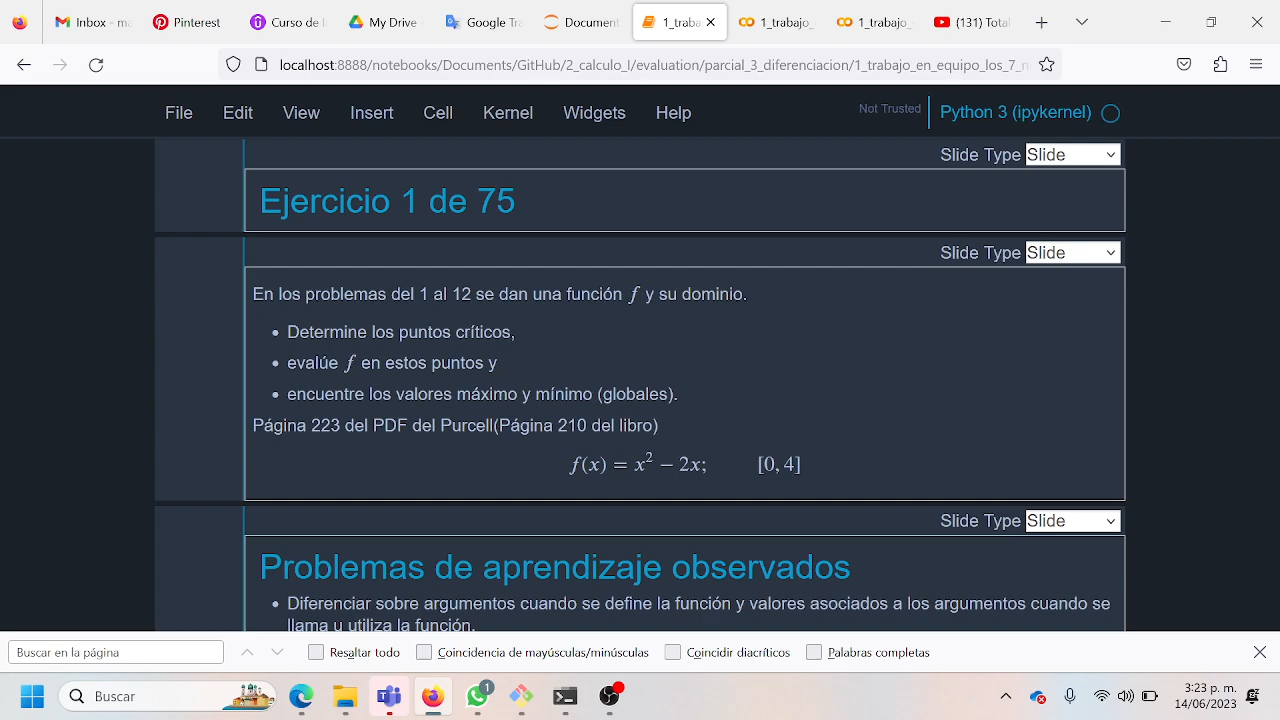 Inbox - ma
Pinterest
Curso de l
My Drive
Google Tra
Document
1_traba
1_trabajo_
1_trabajo_
(131) Total
localhost:8888/notebooks/Documents/GitHub/2_calculo_I/evaluation/parcial_3_diferenciacion/1_trabajo_en_equipo_los_7_n
File Edit View Insert Cell Kernel Widgets Help Not Trusted Python 3 (ipykernel)
Slide Type Slide
Ejercicio 1 de 75
Slide Type Slide
En los problemas del 1 al 12 se dan una función f y su dominio.
• Determine los puntos críticos,
• evalúe f en estos puntos y
• encuentre los valores máximo y mínimo (globales).
Página 223 del PDF del Purcell(Página 210 del libro)
f(x) = x² − 2x; [0, 4]
Slide Type Slide
Problemas de aprendizaje observados
• Diferenciar sobre argumentos cuando se define la función y valores asociados a los argumentos cuando se
llama u utiliza la función.
Buscar en la página Resaltar todo Coincidencia de mayúsculas/minúsculas Coincidir diacríticos Palabras completas
Buscar
1
3:23 p. m.
14/06/2023